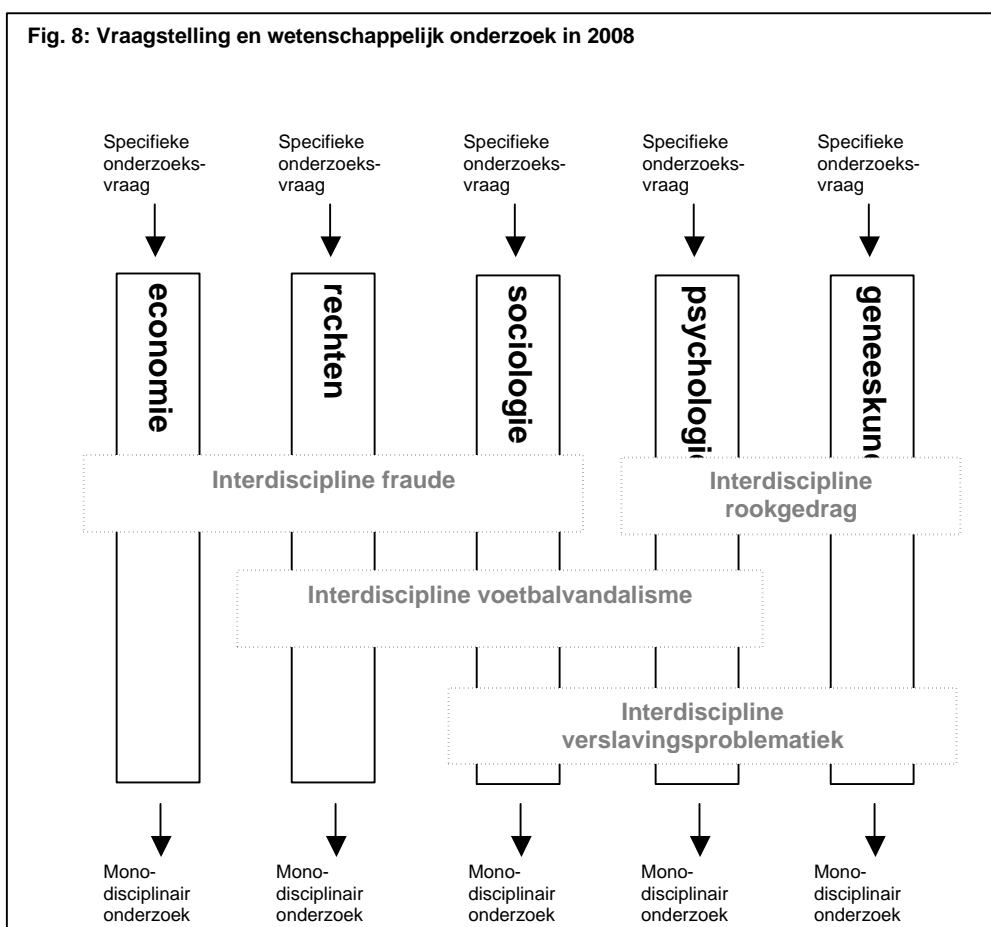 Fig. 8: Vraagstelling en wetenschappelijk onderzoek in 2008
Specifieke
onderzoeks-
vraag
Specifieke
onderzoeks-
vraag
Specifieke
onderzoeks-
vraag
Specifieke
onderzoeks-
vraag
Specifieke
onderzoeks-
vraag
economie
rechten
sociologie
psychologie
Interdiscipline fraude
Interdiscipline
rookgedrag
Interdiscipline voetbalvandalisme
Interdiscipline
verslavingsproblematiek
Mono-
disciplinair
onderzoek
Mono-
disciplinair
onderzoek
Mono-
disciplinair
onderzoek
Mono-
disciplinair
onderzoek
Mono-
disciplinair
onderzoek